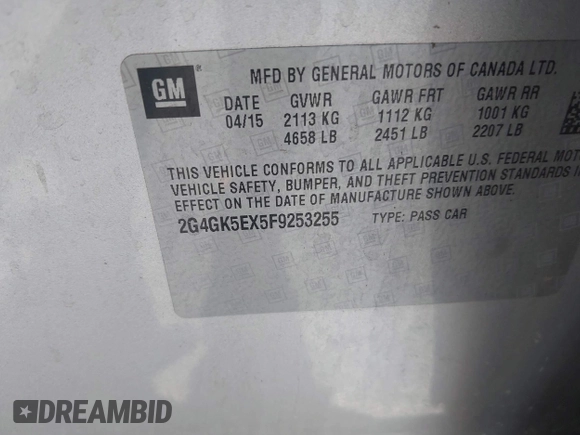 GM
MFD BY GENERAL MOTORS OF CANADA LTD.
DATE GVWR GAWR FRT GAWR RR
04/15 2113 KG 1112 KG 1001 KG
4658 LB 2451 LB 2207 LB
THIS VEHICLE CONFORMS TO ALL APPLICABLE U.S. FEDERAL MOT
VEHICLE SAFETY, BUMPER, AND THEFT PREVENTION STANDARDS IN
EFFECT ON THE DATE OF MANUFACTURE SHOWN ABOVE.
2G4GK5EX5F9253255 TYPE: PASS CAR
DREAMBID